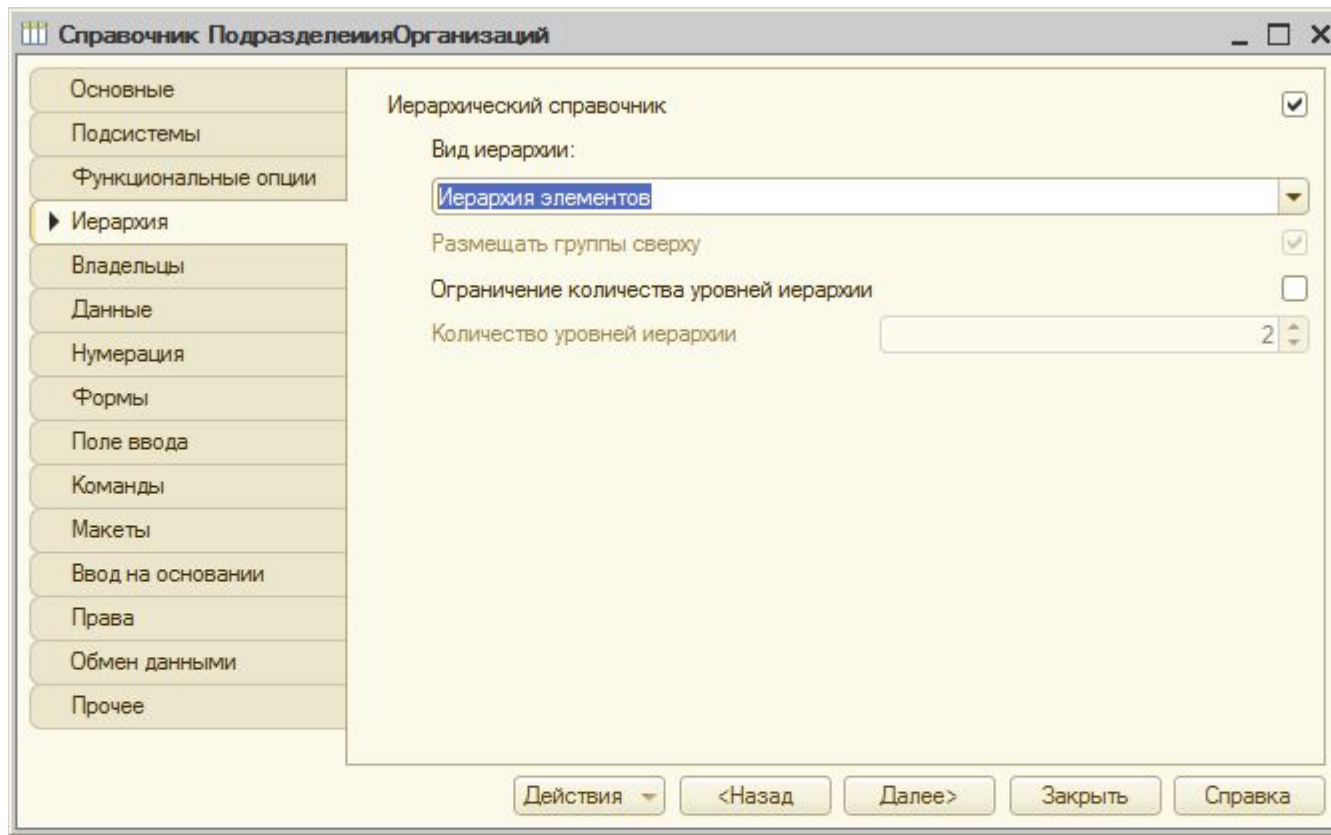 Справочник ПодразделеиияОрганизаций
Основные
Подсистемы
Функциональные опции
Иерархия
Владельцы
Данные
Нумерация
Формы
Поле ввода
Команды
Макеты
Ввод на основании
Права
Обмен данными
Прочее
Иерархический справочник
Вид иерархии:
Иерархия элементов
Размещать группы сверху
Ограничение количества уровней иерархии
Количество уровней иерархии 2
Действия <Назад Далее> Закрыть Справка